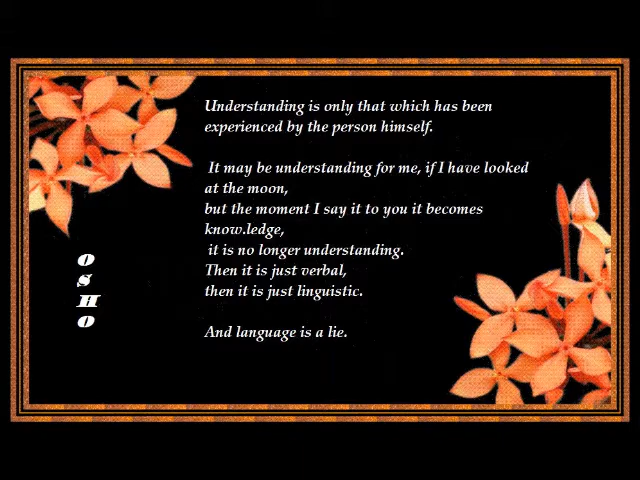 Understanding is only that which has been
experienced by the person himself.
It may be understanding for me, if I have looked
at the moon,
but the moment I say it to you it becomes
know.ledge,
it is no longer understanding.
Then it is just verbal,
then it is just linguistic.
And language is a lie.
O
S
H
O